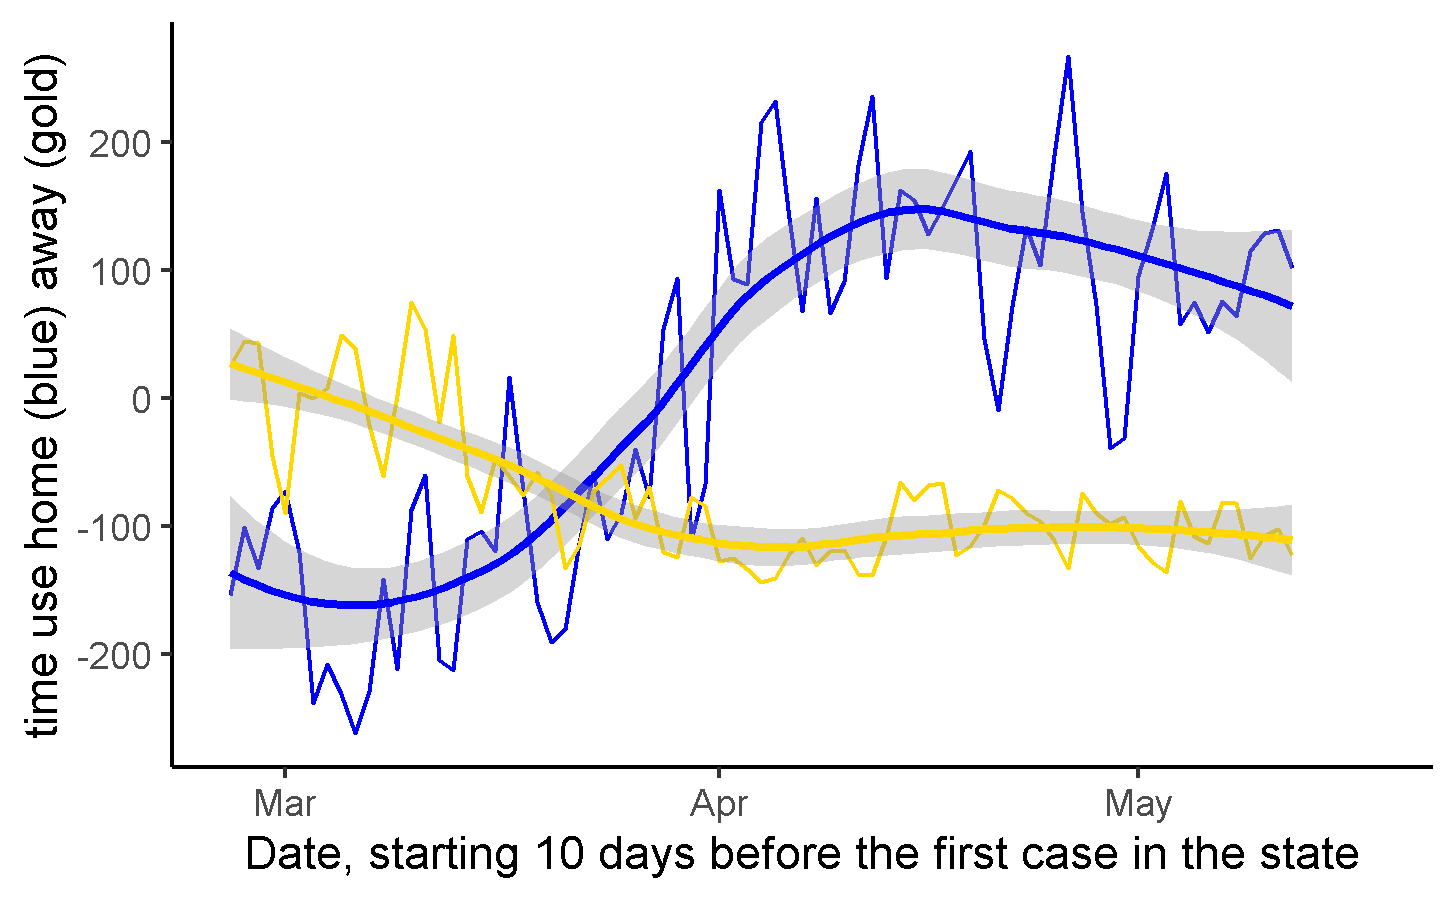 time use home (blue) away (gold)
200
100
0
-100
-200
Mar
Apr
May
Date, starting 10 days before the first case in the state